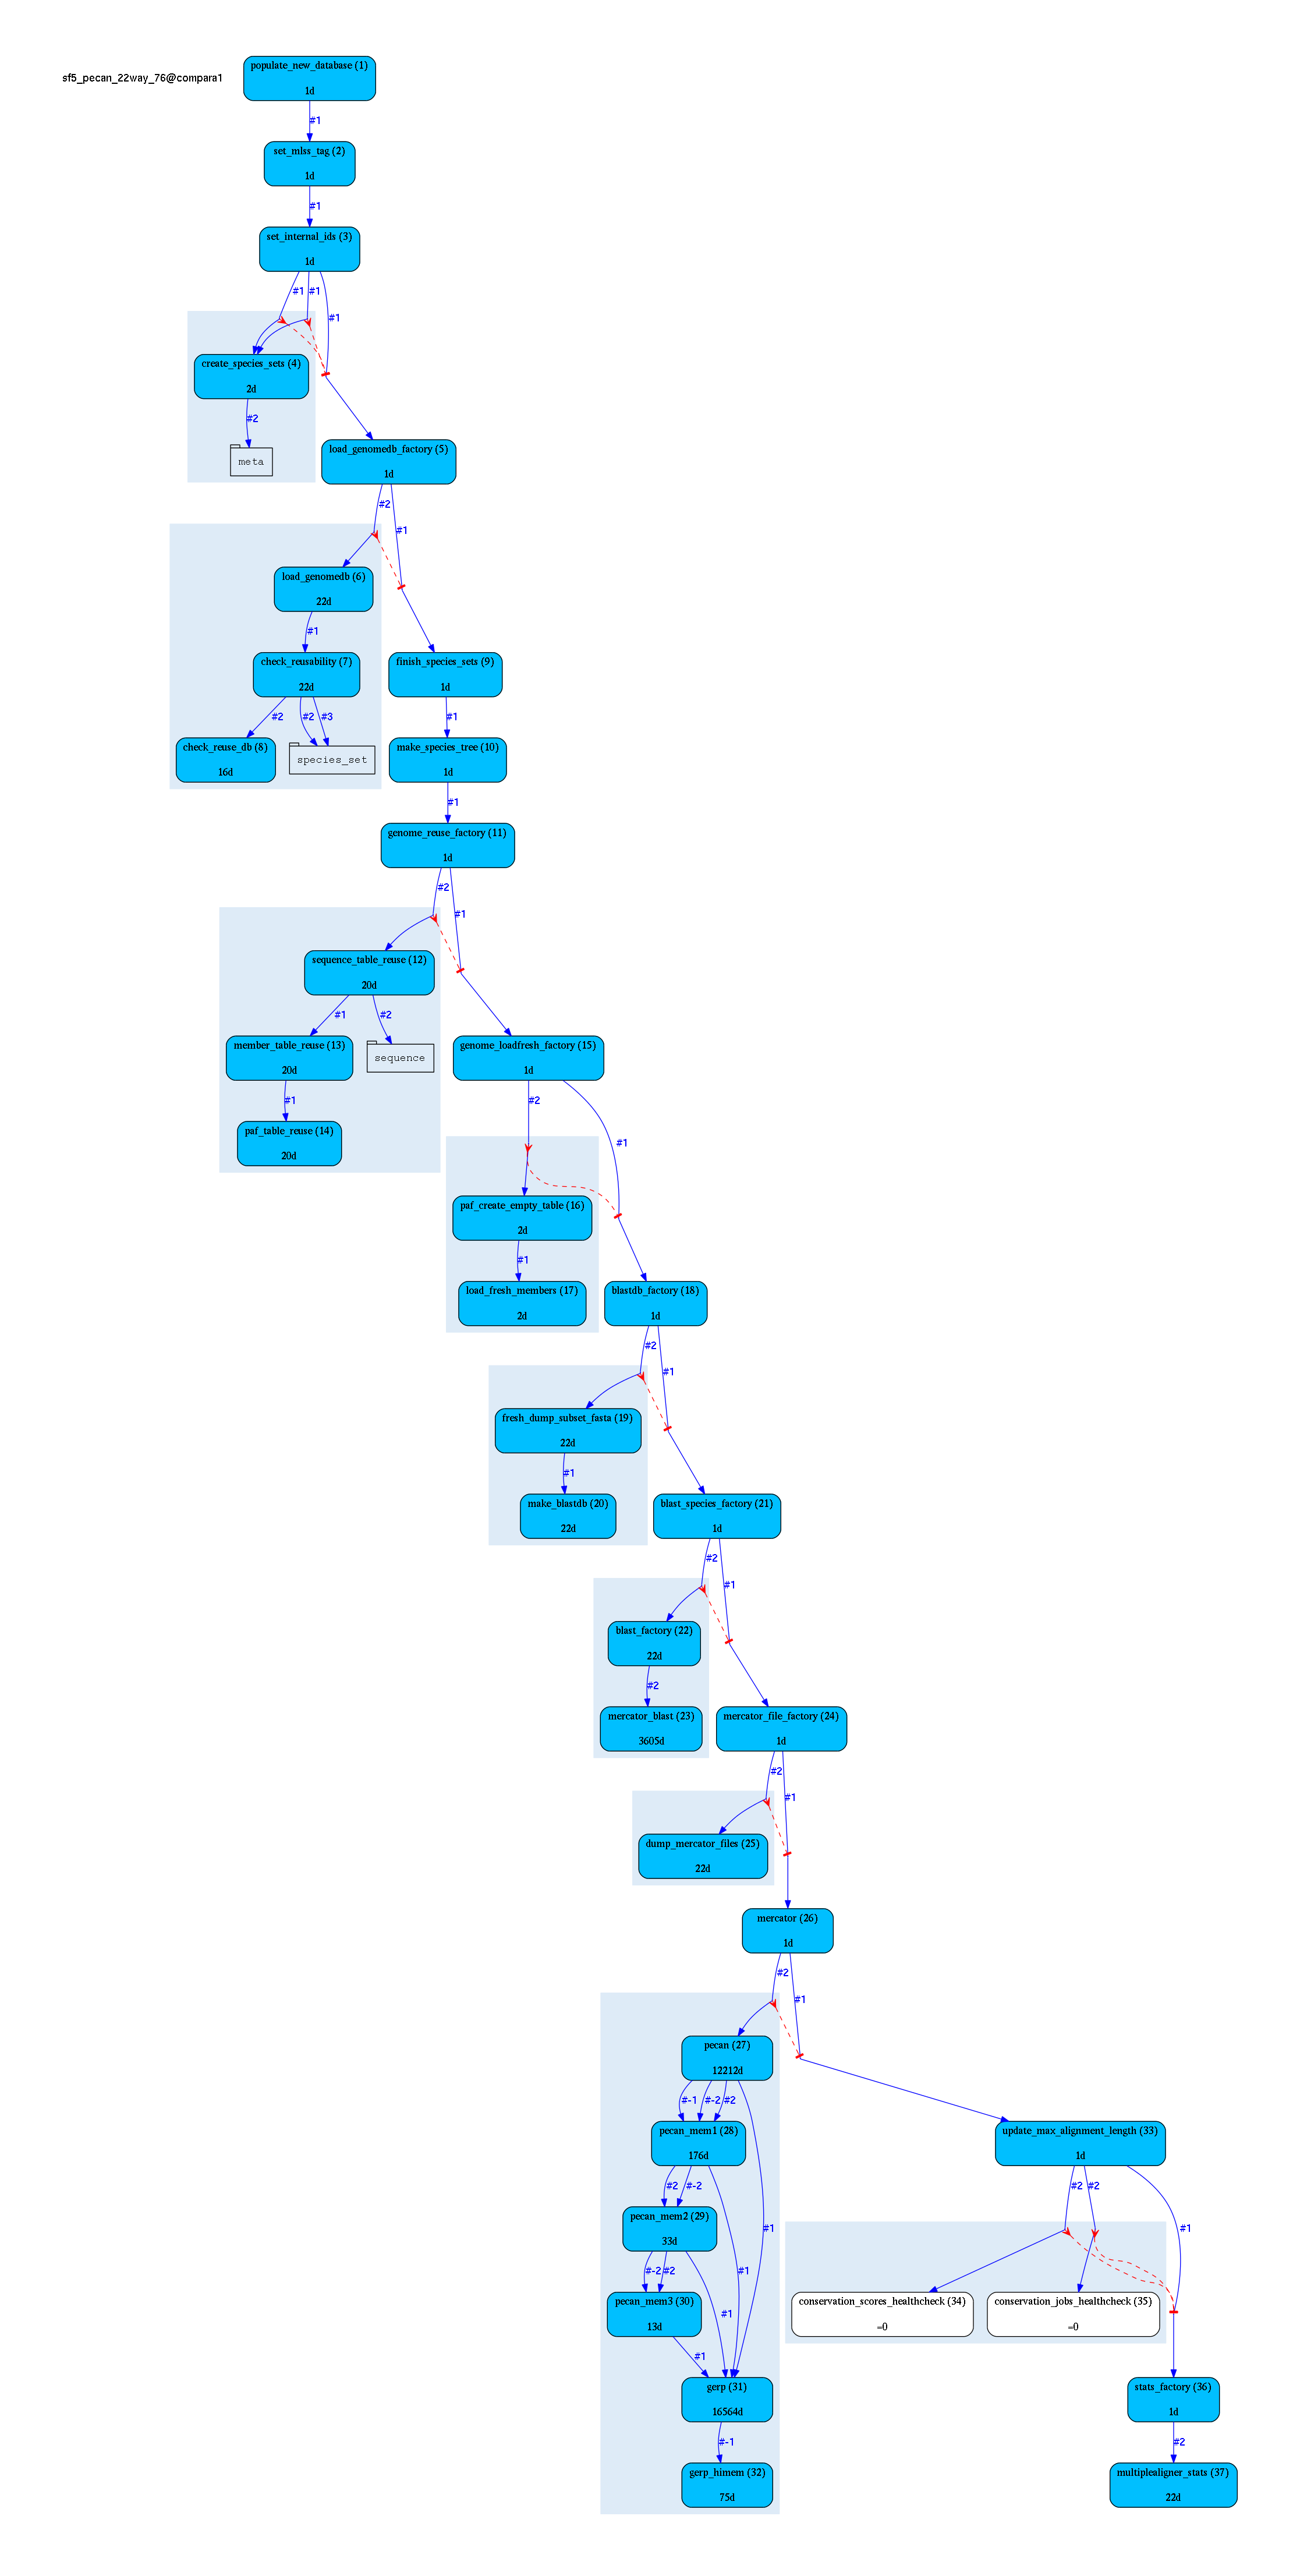 populate_new_database (1)
sf5_pecan_22way_76@compara1
1d
#1
set_mlss_tag (2)
1d
#1
set_internal_ids (3)
1d
#1
#1
#1
create_species_sets (4)
2d
#2
meta
load_genomedb_factory (5)
1d
#2
#1
load_genomedb (6)
22d
#1
check_reusability (7)
22d
finish_species_sets (9)
1d
#2
#2
#3
#1
check_reuse_db (8)
16d
species_set
make_species_tree (10)
1d
#1
genome_reuse_factory (11)
1d
#2
#1
sequence_table_reuse (12)
20d
#1
#2
member_table_reuse (13)
20d
sequence
genome_loadfresh_factory (15)
1d
#1
#2
paf_table_reuse (14)
20d
#1
paf_create_empty_table (16)
2d
#1
load_fresh_members (17)
2d
blastdb_factory (18)
1d
#2
#1
fresh_dump_subset_fasta (19)
22d
#1
make_blastdb (20)
22d
blast_species_factory (21)
1d
#2
#1
blast_factory (22)
22d
#2
mercator_blast (23)
3605d
mercator_file_factory (24)
1d
#2
#1
dump_mercator_files (25)
22d
mercator (26)
1d
#2
#1
pecan (27)
12212d
#-1
#-2
#2
pecan_mem1 (28)
176d
update_max_alignment_length (33)
1d
#2
#-2
#2
#2
pecan_mem2 (29)
33d
#1
#1
#-2
#2
#1
conservation_scores_healthcheck (34)
=0
conservation_jobs_healthcheck (35)
=0
pecan_mem3 (30)
13d
#1
#1
gerp (31)
16564d
stats_factory (36)
1d
#-1
#2
gerp_himem (32)
75d
multiplealigner_stats (37)
22d